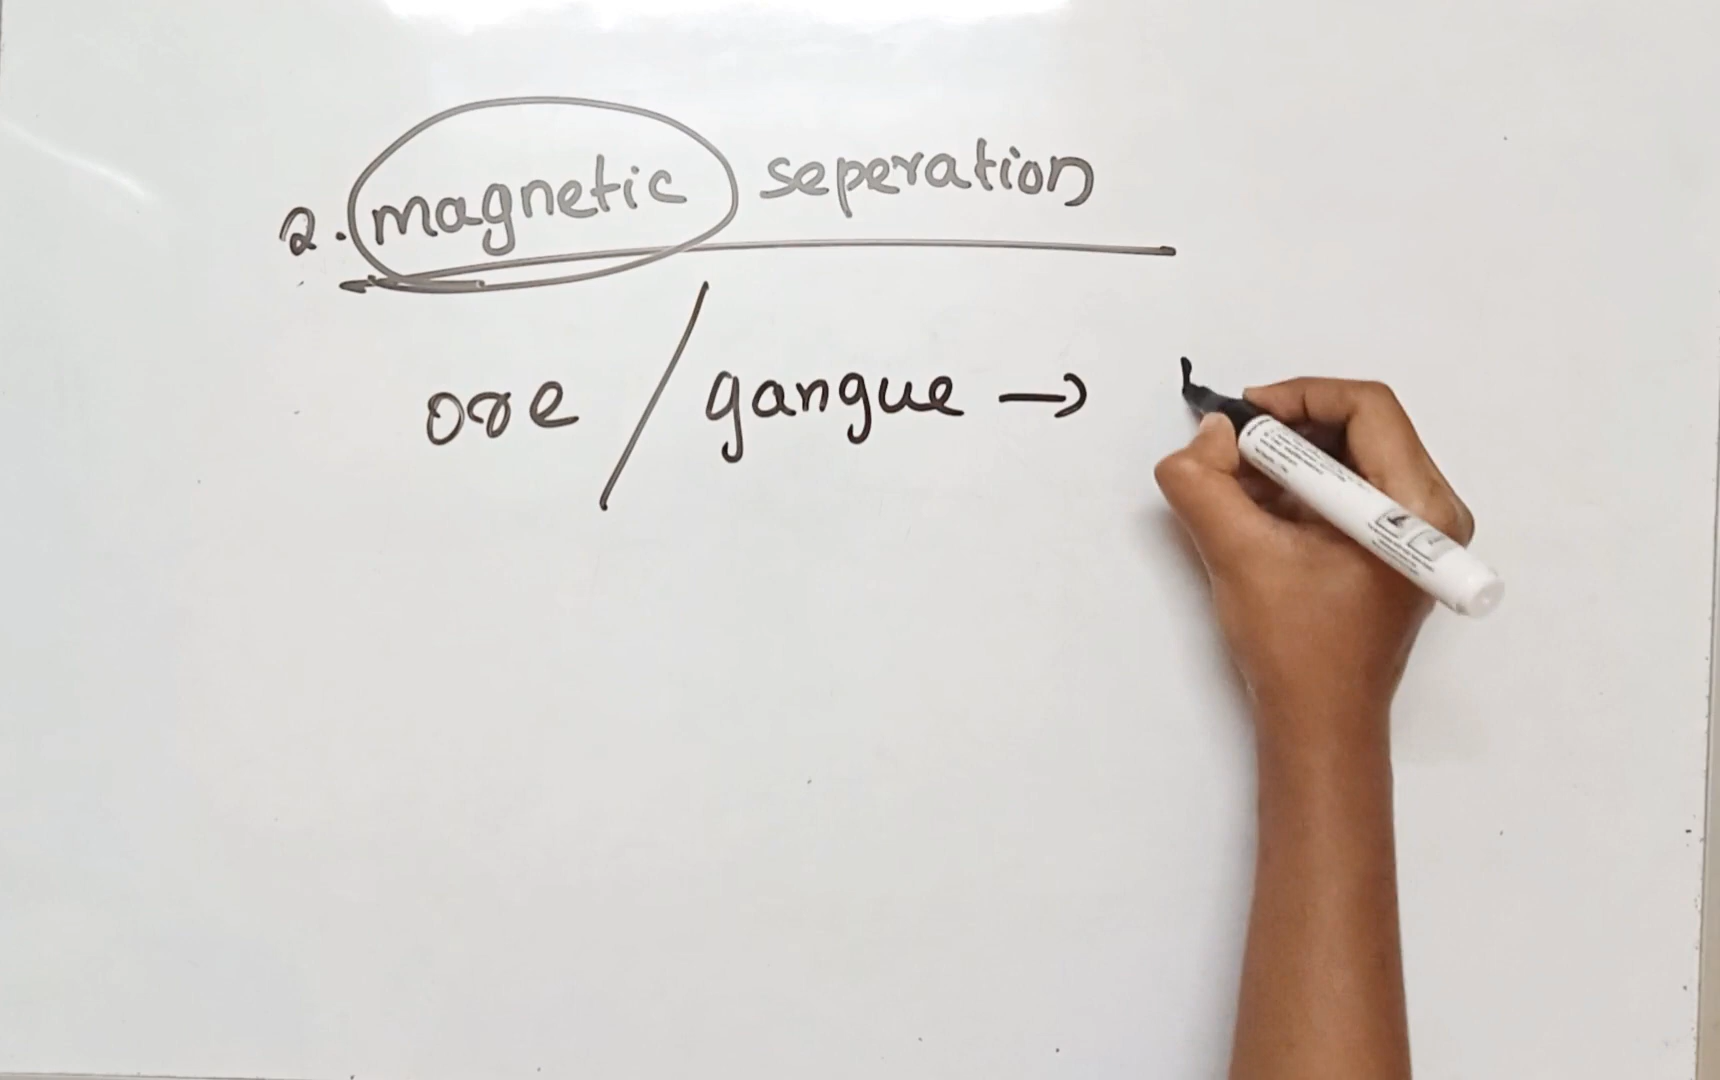 2. magnetic seperation
ore / gangue →